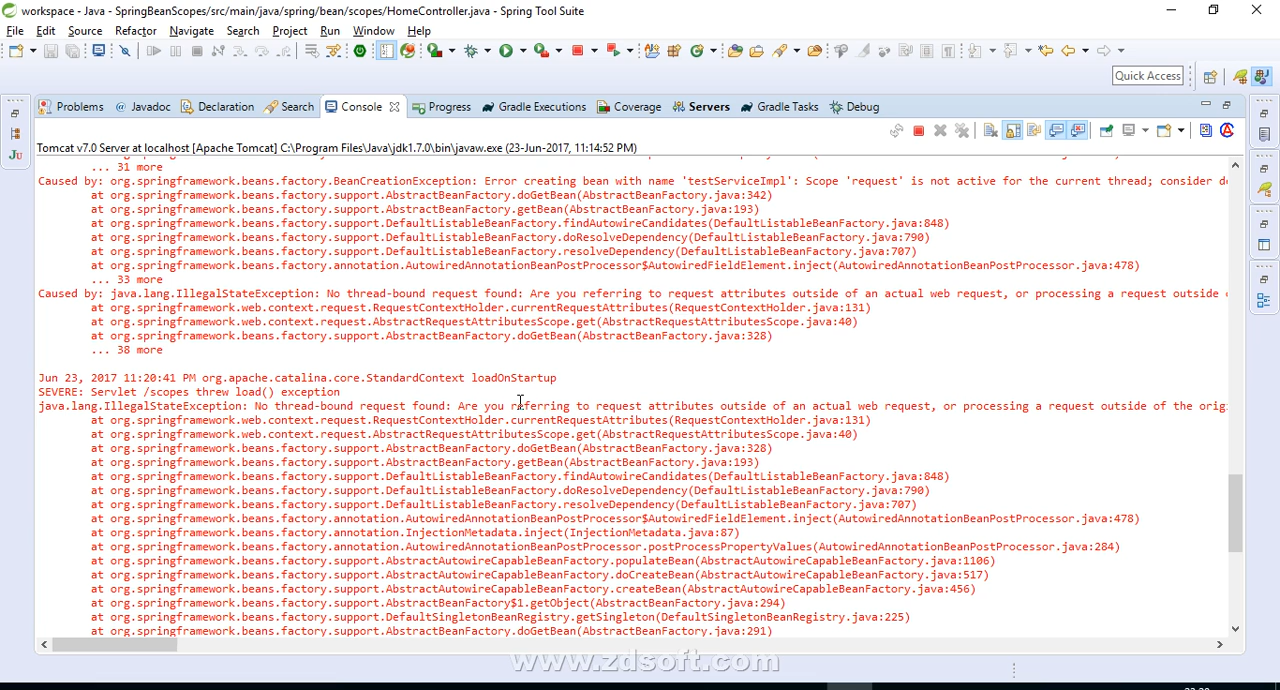 workspace - Java - SpringBeanScopes/src/main/java/spring/bean/scopes/HomeController.java - Spring Tool Suite
File Edit Source Refactor Navigate Search Project Run Window Help
Quick Access
Problems @ Javadoc Declaration Search Console Progress Gradle Executions Coverage Servers Gradle Tasks Debug
Tomcat v7.0 Server at localhost [Apache Tomcat] C:\Program Files\Java\jdk1.7.0\bin\javaw.exe (23-Jun-2017, 11:14:52 PM)
... 31 more
Caused by: org.springframework.beans.factory.BeanCreationException: Error creating bean with name 'testServiceImpl': Scope 'request' is not active for the current thread; consider de
at org.springframework.beans.factory.support.AbstractBeanFactory.doGetBean(AbstractBeanFactory.java:342)
at org.springframework.beans.factory.support.AbstractBeanFactory.getBean(AbstractBeanFactory.java:193)
at org.springframework.beans.factory.support.DefaultListableBeanFactory.findAutowireCandidates(DefaultListableBeanFactory.java:848)
at org.springframework.beans.factory.support.DefaultListableBeanFactory.doResolveDependency(DefaultListableBeanFactory.java:790)
at org.springframework.beans.factory.support.DefaultListableBeanFactory.resolveDependency(DefaultListableBeanFactory.java:707)
at org.springframework.beans.factory.annotation.AutowiredAnnotationBeanPostProcessor$AutowiredFieldElement.inject(AutowiredAnnotationBeanPostProcessor.java:478)
... 33 more
Caused by: java.lang.IllegalStateException: No thread-bound request found: Are you referring to request attributes outside of an actual web request, or processing a request outside
at org.springframework.web.context.request.RequestContextHolder.currentRequestAttributes(RequestContextHolder.java:131)
at org.springframework.web.context.request.AbstractRequestAttributesScope.get(AbstractRequestAttributesScope.java:40)
at org.springframework.beans.factory.support.AbstractBeanFactory.doGetBean(AbstractBeanFactory.java:328)
... 38 more
Jun 23, 2017 11:20:41 PM org.apache.catalina.core.StandardContext loadOnStartup
SEVERE: Servlet /scopes threw load() exception
java.lang.IllegalStateException: No thread-bound request found: Are you referring to request attributes outside of an actual web request, or processing a request outside of the orig
at org.springframework.web.context.request.RequestContextHolder.currentRequestAttributes(RequestContextHolder.java:131)
at org.springframework.web.context.request.AbstractRequestAttributesScope.get(AbstractRequestAttributesScope.java:40)
at org.springframework.beans.factory.support.AbstractBeanFactory.doGetBean(AbstractBeanFactory.java:328)
at org.springframework.beans.factory.support.AbstractBeanFactory.getBean(AbstractBeanFactory.java:193)
at org.springframework.beans.factory.support.DefaultListableBeanFactory.findAutowireCandidates(DefaultListableBeanFactory.java:848)
at org.springframework.beans.factory.support.DefaultListableBeanFactory.doResolveDependency(DefaultListableBeanFactory.java:790)
at org.springframework.beans.factory.support.DefaultListableBeanFactory.resolveDependency(DefaultListableBeanFactory.java:707)
at org.springframework.beans.factory.annotation.AutowiredAnnotationBeanPostProcessor$AutowiredFieldElement.inject(AutowiredAnnotationBeanPostProcessor.java:478)
at org.springframework.beans.factory.annotation.InjectionMetadata.inject(InjectionMetadata.java:87)
at org.springframework.beans.factory.annotation.AutowiredAnnotationBeanPostProcessor.postProcessPropertyValues(AutowiredAnnotationBeanPostProcessor.java:284)
at org.springframework.beans.factory.support.AbstractAutowireCapableBeanFactory.populateBean(AbstractAutowireCapableBeanFactory.java:1106)
at org.springframework.beans.factory.support.AbstractAutowireCapableBeanFactory.doCreateBean(AbstractAutowireCapableBeanFactory.java:517)
at org.springframework.beans.factory.support.AbstractAutowireCapableBeanFactory.createBean(AbstractAutowireCapableBeanFactory.java:456)
at org.springframework.beans.factory.support.AbstractBeanFactory$1.getObject(AbstractBeanFactory.java:294)
at org.springframework.beans.factory.support.DefaultSingletonBeanRegistry.getSingleton(DefaultSingletonBeanRegistry.java:225)
at org.springframework.beans.factory.support.AbstractBeanFactory.doGetBean(AbstractBeanFactory.java:291)
www.zdsoft.com